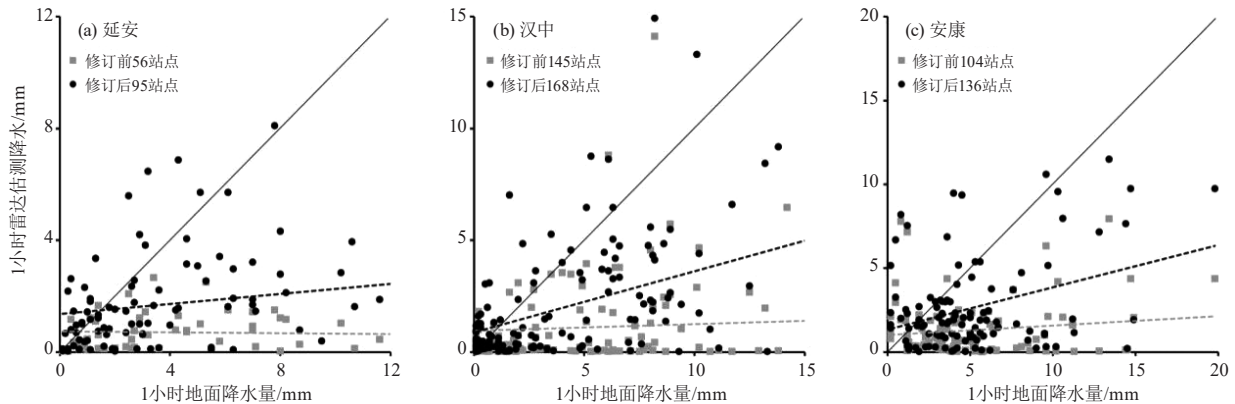 1小时雷达估测降水/mm
12
8
4
0
(a) 延安
修订前56站点
修订后95站点
0
4
8
12
1小时地面降水量/mm
15
10
5
0
(b) 汉中
修订前145站点
修订后168站点
0
5
10
15
1小时地面降水量/mm
20
15
10
5
0
(c) 安康
修订前104站点
修订后136站点
0
5
10
15
20
1小时地面降水量/mm